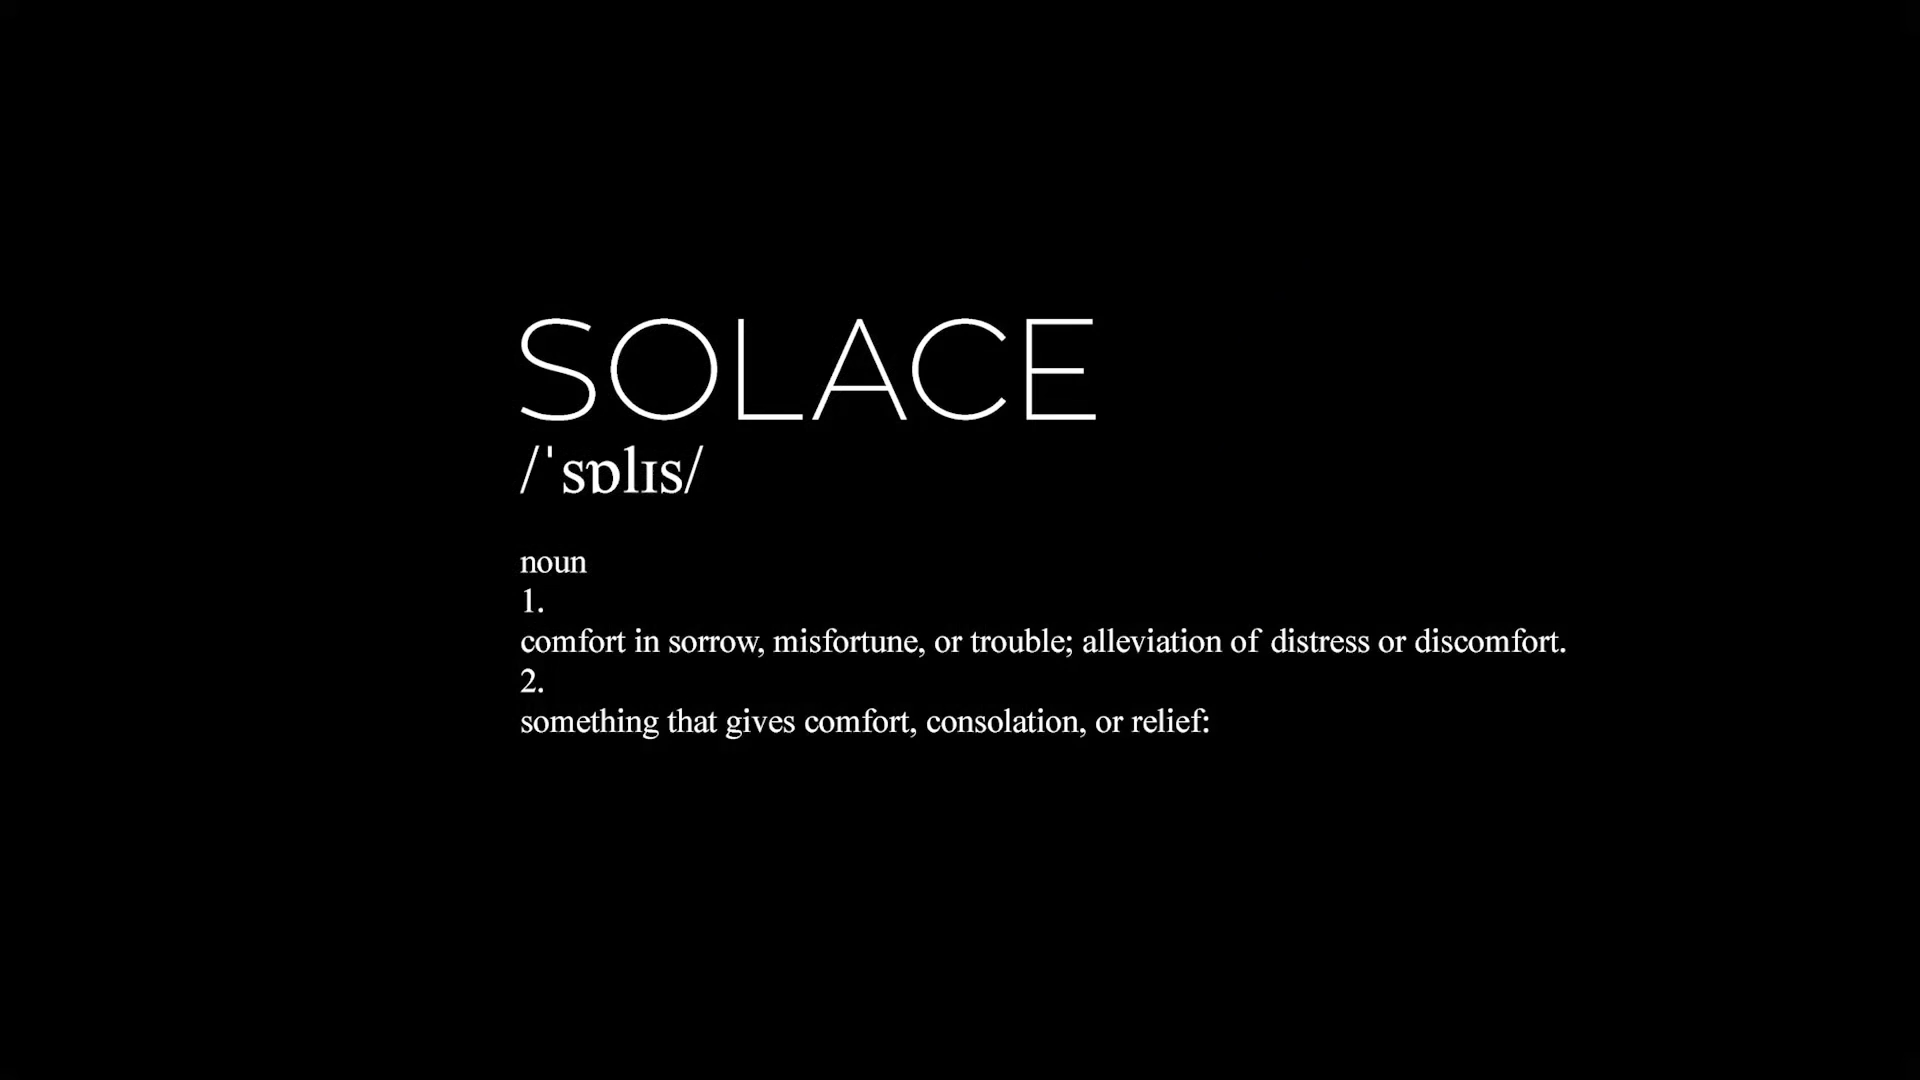 SOLACE
/ˈsɒlɪs/
noun
1.
comfort in sorrow, misfortune, or trouble; alleviation of distress or discomfort.
2.
something that gives comfort, consolation, or relief: